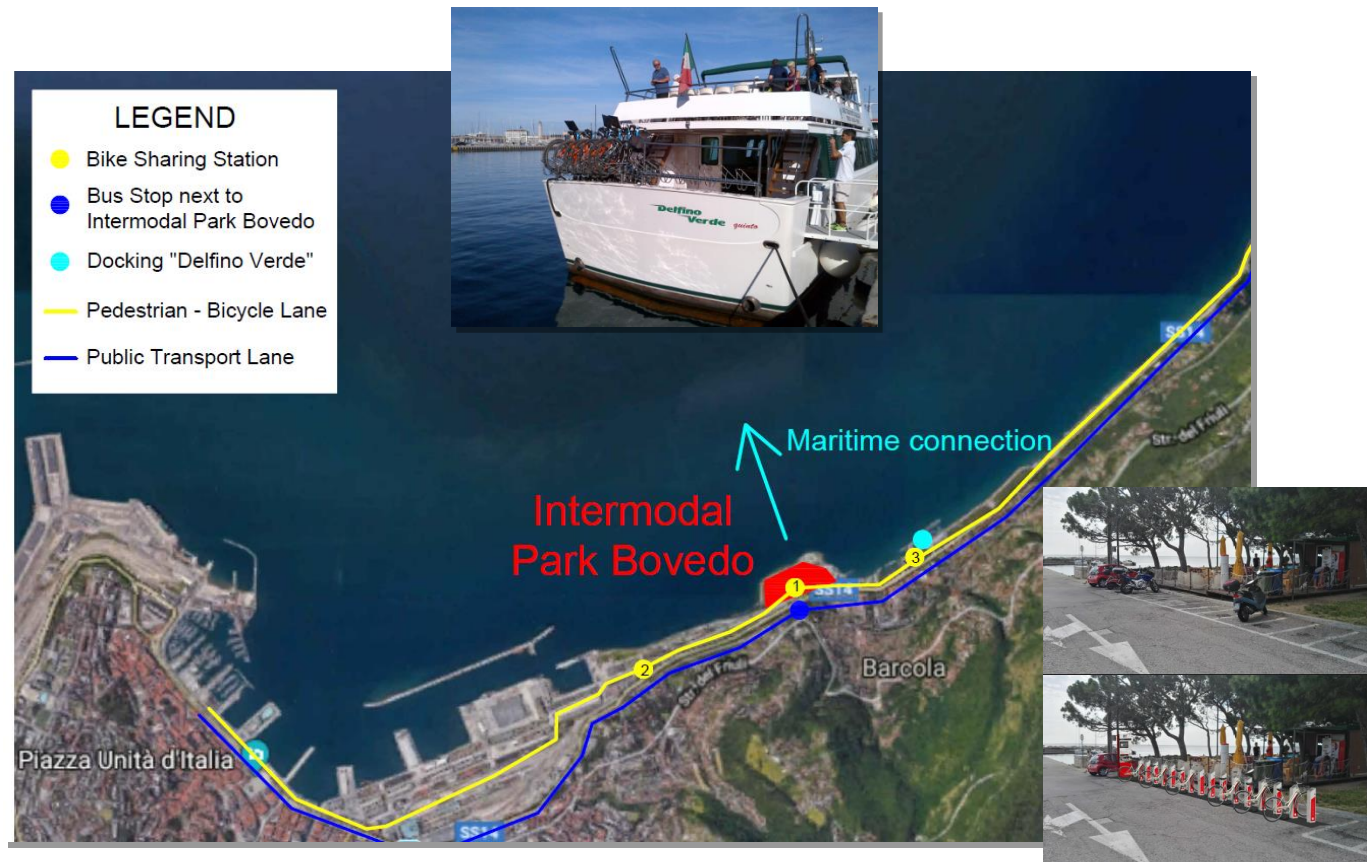 LEGEND
Bike Sharing Station
Bus Stop next to
Intermodal Park Bovedo
Docking "Delfino Verde"
Pedestrian - Bicycle Lane
Public Transport Lane
Delfino
Verde quinto
SS14
Str. del Friuli
Maritime connection
Intermodal
Park Bovedo
3
1
SS14
2
Str. del Friuli
Barcola
Piazza Unità d'Italia
SS14